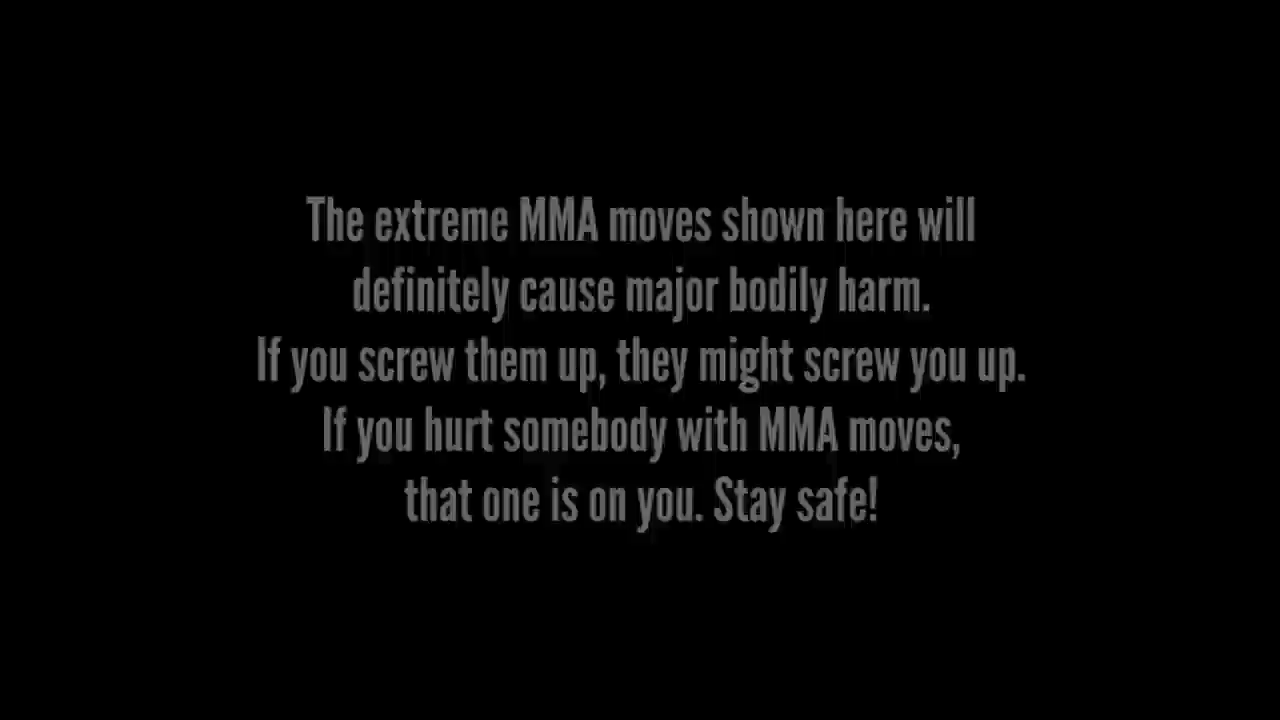 The extreme MMA moves shown here will
definitely cause major bodily harm.
If you screw them up, they might screw you up.
If you hurt somebody with MMA moves,
that one is on you. Stay safe!